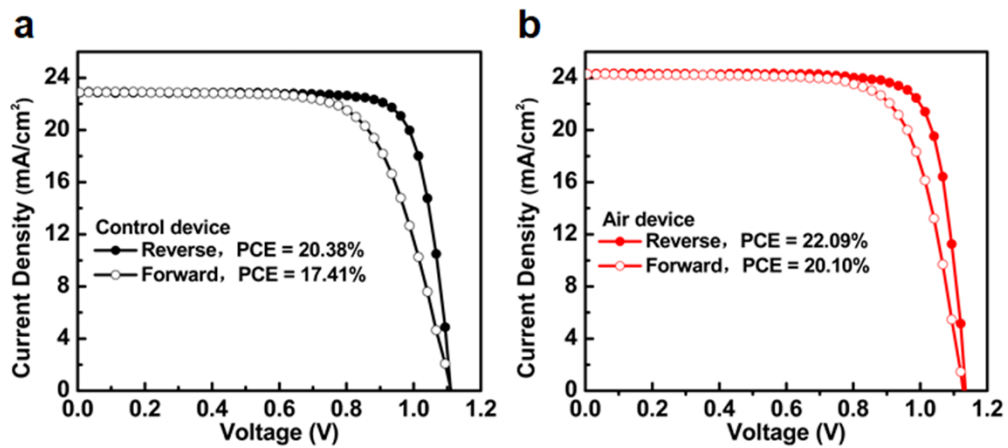 a
Current Density (mA/cm²)
24
20
16
12
8
4
0
Control device
Reverse，PCE = 20.38%
Forward，PCE = 17.41%
0.0 0.2 0.4 0.6 0.8 1.0 1.2
Voltage (V)
b
Current Density (mA/cm²)
24
20
16
12
8
4
0
Air device
Reverse，PCE = 22.09%
Forward，PCE = 20.10%
0.0 0.2 0.4 0.6 0.8 1.0 1.2
Voltage (V)